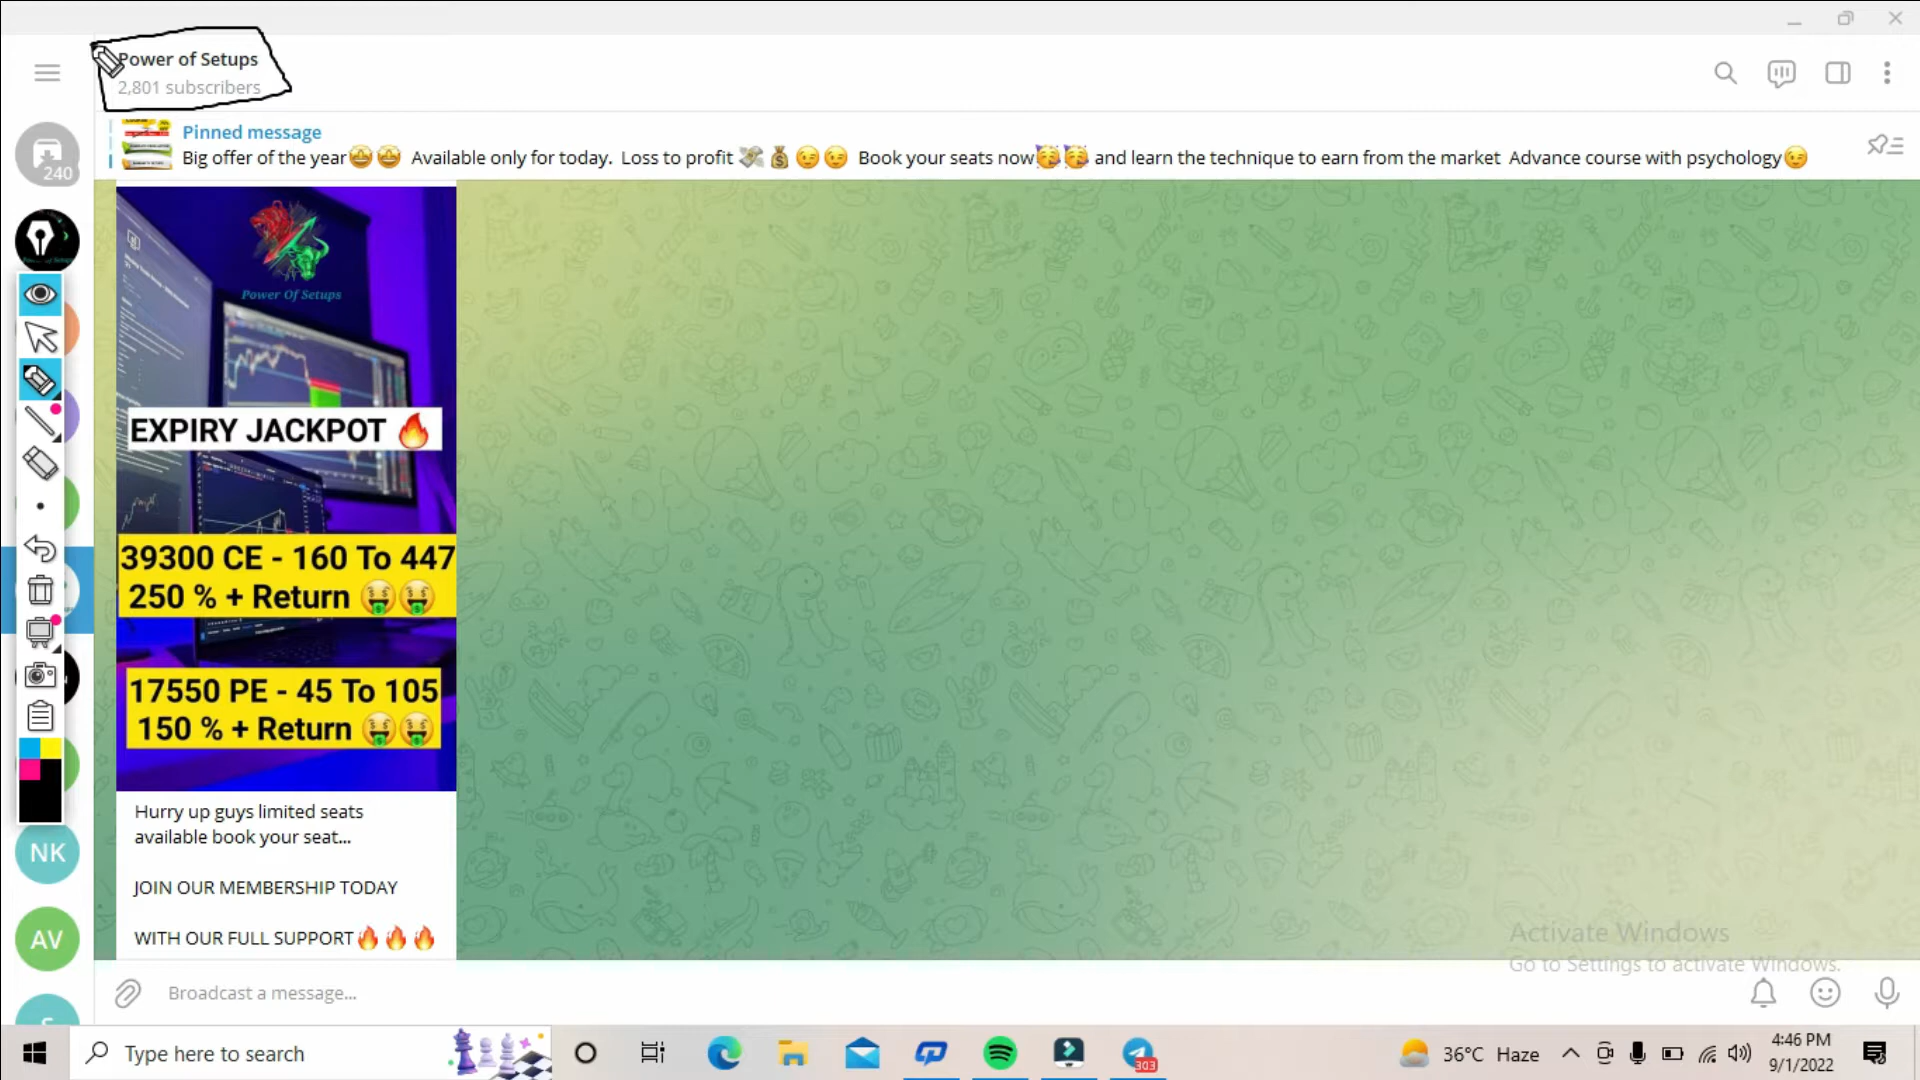 Power of Setups
2,801 subscribers
Pinned message
Big offer of the year🤩🤩 Available only for today. Loss to profit 💸💰😉😉 Book your seats now🥳🥳 and learn the technique to earn from the market Advance course with psychology😉
240
Power Of Setups
EXPIRY JACKPOT 🔥
39300 CE - 160 To 447
250 % + Return 🤑🤑
17550 PE - 45 To 105
150 % + Return 🤑🤑
Hurry up guys limited seats
available book your seat...
JOIN OUR MEMBERSHIP TODAY
WITH OUR FULL SUPPORT🔥🔥🔥
NK
AV
Activate Windows
Go to Settings to activate Windows.
Broadcast a message...
Type here to search
303
36°C Haze
4:46 PM
9/1/2022